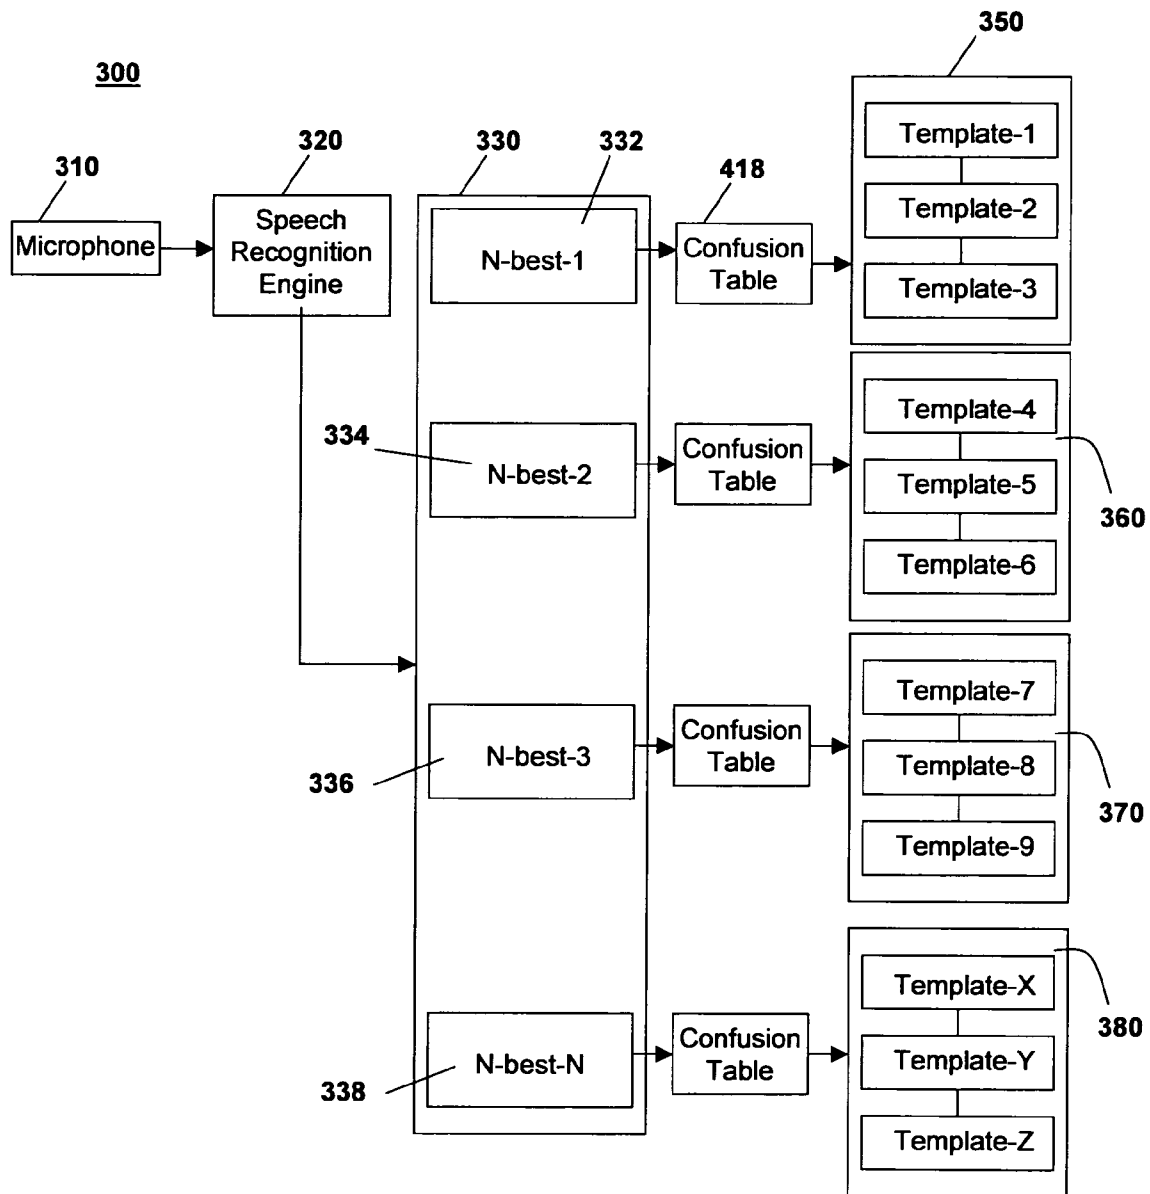 350
300
Template-1
320
330
332
310
418
Speech
Recognition
Engine
Template-2
Microphone
N-best-1
Confusion
Table
Template-3
Template-4
334
N-best-2
Confusion
Table
Template-5
360
Template-6
Template-7
336
N-best-3
Confusion
Table
Template-8
370
Template-9
Template-X
380
338
N-best-N
Confusion
Table
Template-Y
Template-Z